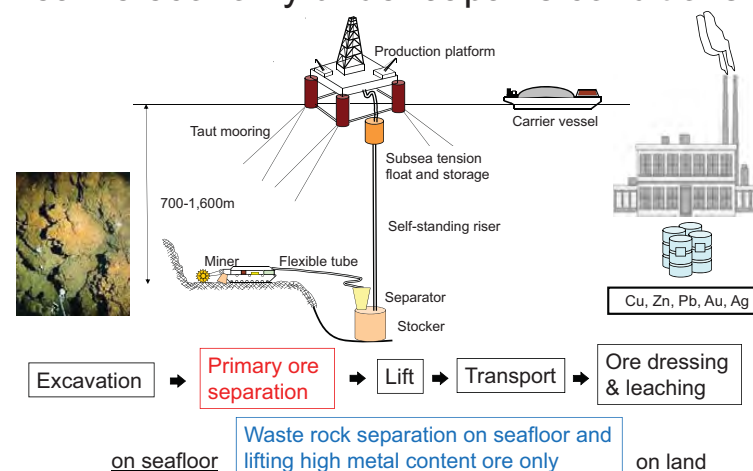 Production platform
Carrier vessel
Taut mooring
Subsea tension
float and storage
700-1,600m
Self-standing riser
Miner
Flexible tube
Separator
Stocker
Cu, Zn, Pb, Au, Ag
Excavation
Primary ore
separation
Lift
Transport
Ore dressing
& leaching
on seafloor
Waste rock separation on seafloor and
lifting high metal content ore only
on land